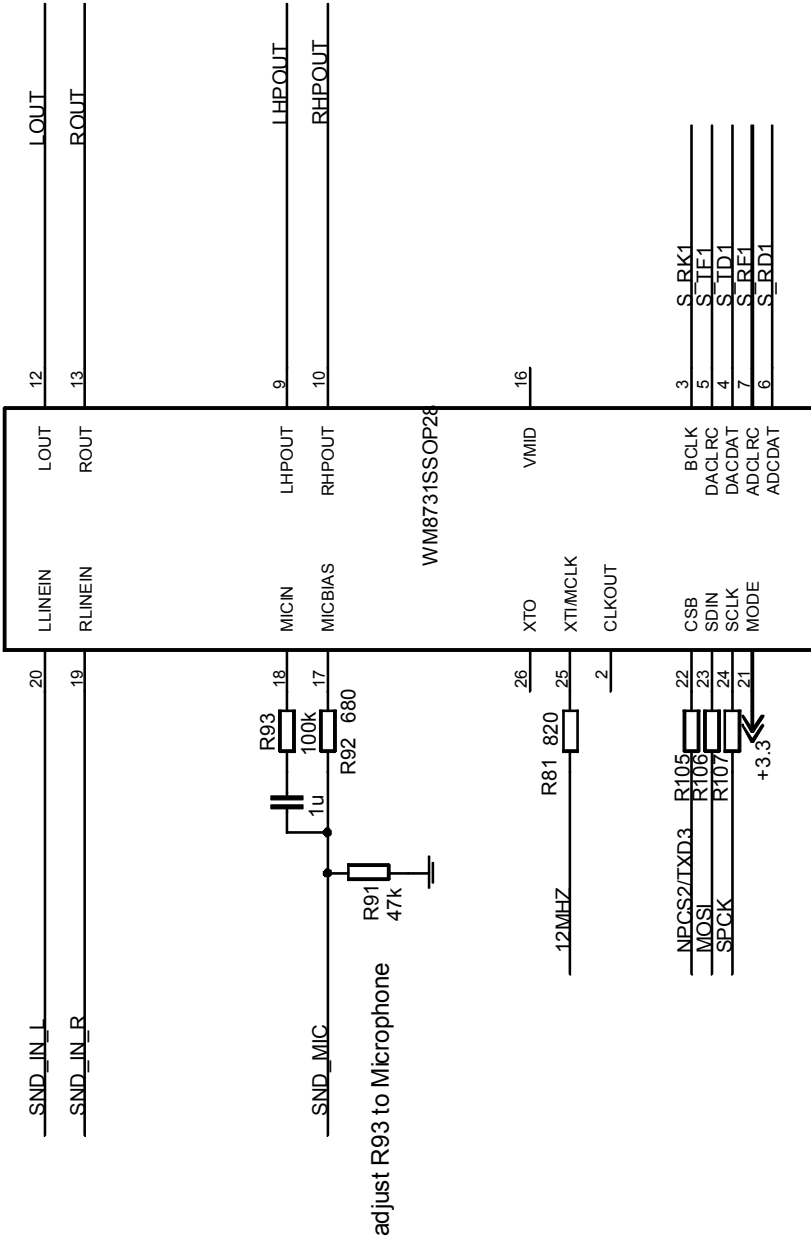 LOUT
ROUT
LHPOUT
RHPOUT
S_RK1
S_TF1
S_TD1
S_RF1
S_RD1
12
13
9
10
16
3
5
4
7
6
LOUT
ROUT
LHPOUT
RHPOUT
VMID
BCLK
DACLRC
DACDAT
ADCLRC
ADCDAT
WM8731SSOP28
LLINEIN
RLINEIN
MICIN
MICBIAS
XTO
XTI/MCLK
CLKOUT
CSB
SDIN
SCLK
MODE
20
19
18
17
26
25
2
22
23
24
21
R93
100k
R92 680
1u
R91
47k
R81 820
R105
R106
R107
+3.3
SND_IN_L
SND_IN_R
SND_MIC
12MHZ
NPCS2/TXD3
MOSI
SPCK
adjust R93 to Microphone